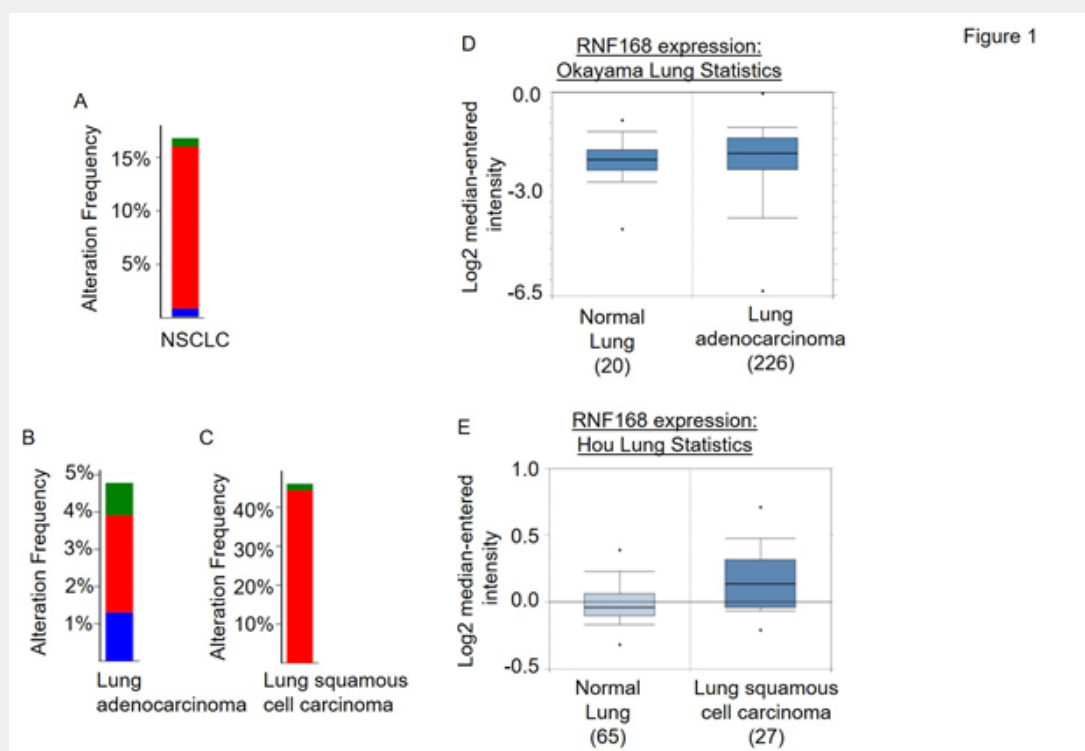 Figure 1
A
Alteration Frequency
15%
10%
5%
NSCLC
B
Alteration Frequency
5%
4%
3%
2%
1%
Lung
adenocarcinoma
C
Alteration Frequency
40%
30%
20%
10%
Lung squamous
cell carcinoma
D
RNF168 expression:
Okayama Lung Statistics
Log2 median-entered
intensity
0.0
-3.0
-6.5
Normal
Lung
(20)
Lung
adenocarcinoma
(226)
E
RNF168 expression:
Hou Lung Statistics
Log2 median-entered
intensity
1.0
0.5
0.0
-0.5
Normal
Lung
(65)
Lung squamous
cell carcinoma
(27)